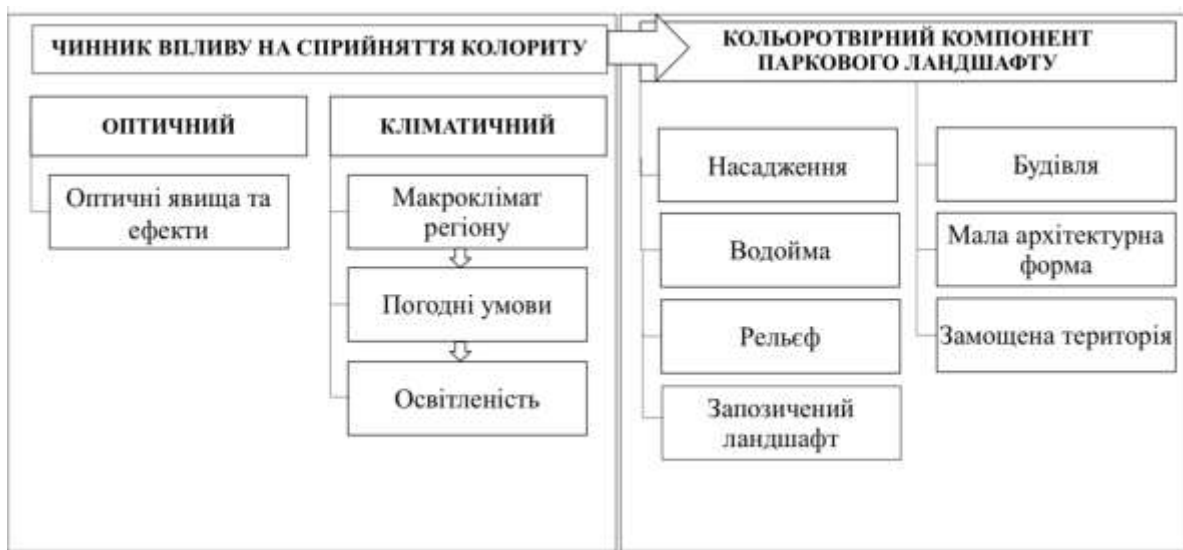 ЧИННИК ВПЛИВУ НА СПРИЙНЯТТЯ КОЛОРИТУ
ОПТИЧНИЙ
Оптичні явища та
ефекти
КЛІМАТИЧНИЙ
Макроклімат
регіону
Погодні умови
Освітленість
КОЛЬОРОТВІРНИЙ КОМПОНЕНТ
ПАРКОВОГО ЛАНДШАФТУ
Насадження
Водойма
Рельєф
Запозичений
ландшафт
Будівля
Мала архітектурна
форма
Замощена територія